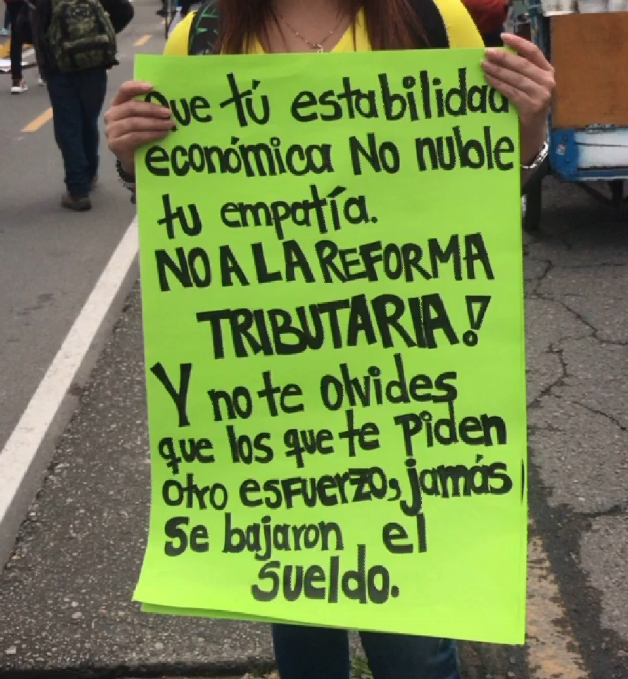 Que tú estabilidad
económica No nuble
tu empatía.
NO A LA REFORMA
TRIBUTARIA!
Y no te olvides
que los que te Piden
otro esfuerzo, jamás
se bajaron el
sueldo.